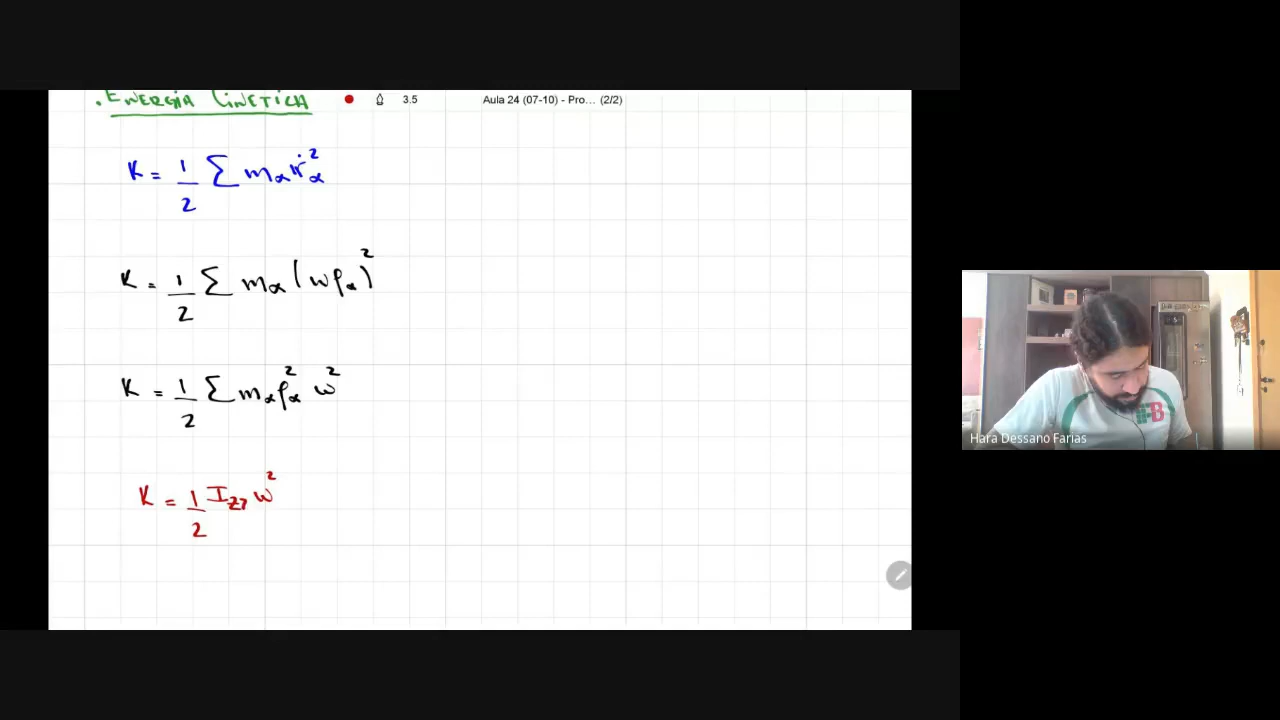 . ENERGIA CINÉTICA
3.5
Aula 24 (07-10) - Pro... (2/2)
K = 1/2 Σ mα ṙα²
K = 1/2 Σ mα (ωρα)²
K = 1/2 Σ mα ρα² ω²
K = 1/2 Izz ω²
Hara Dessano Farias